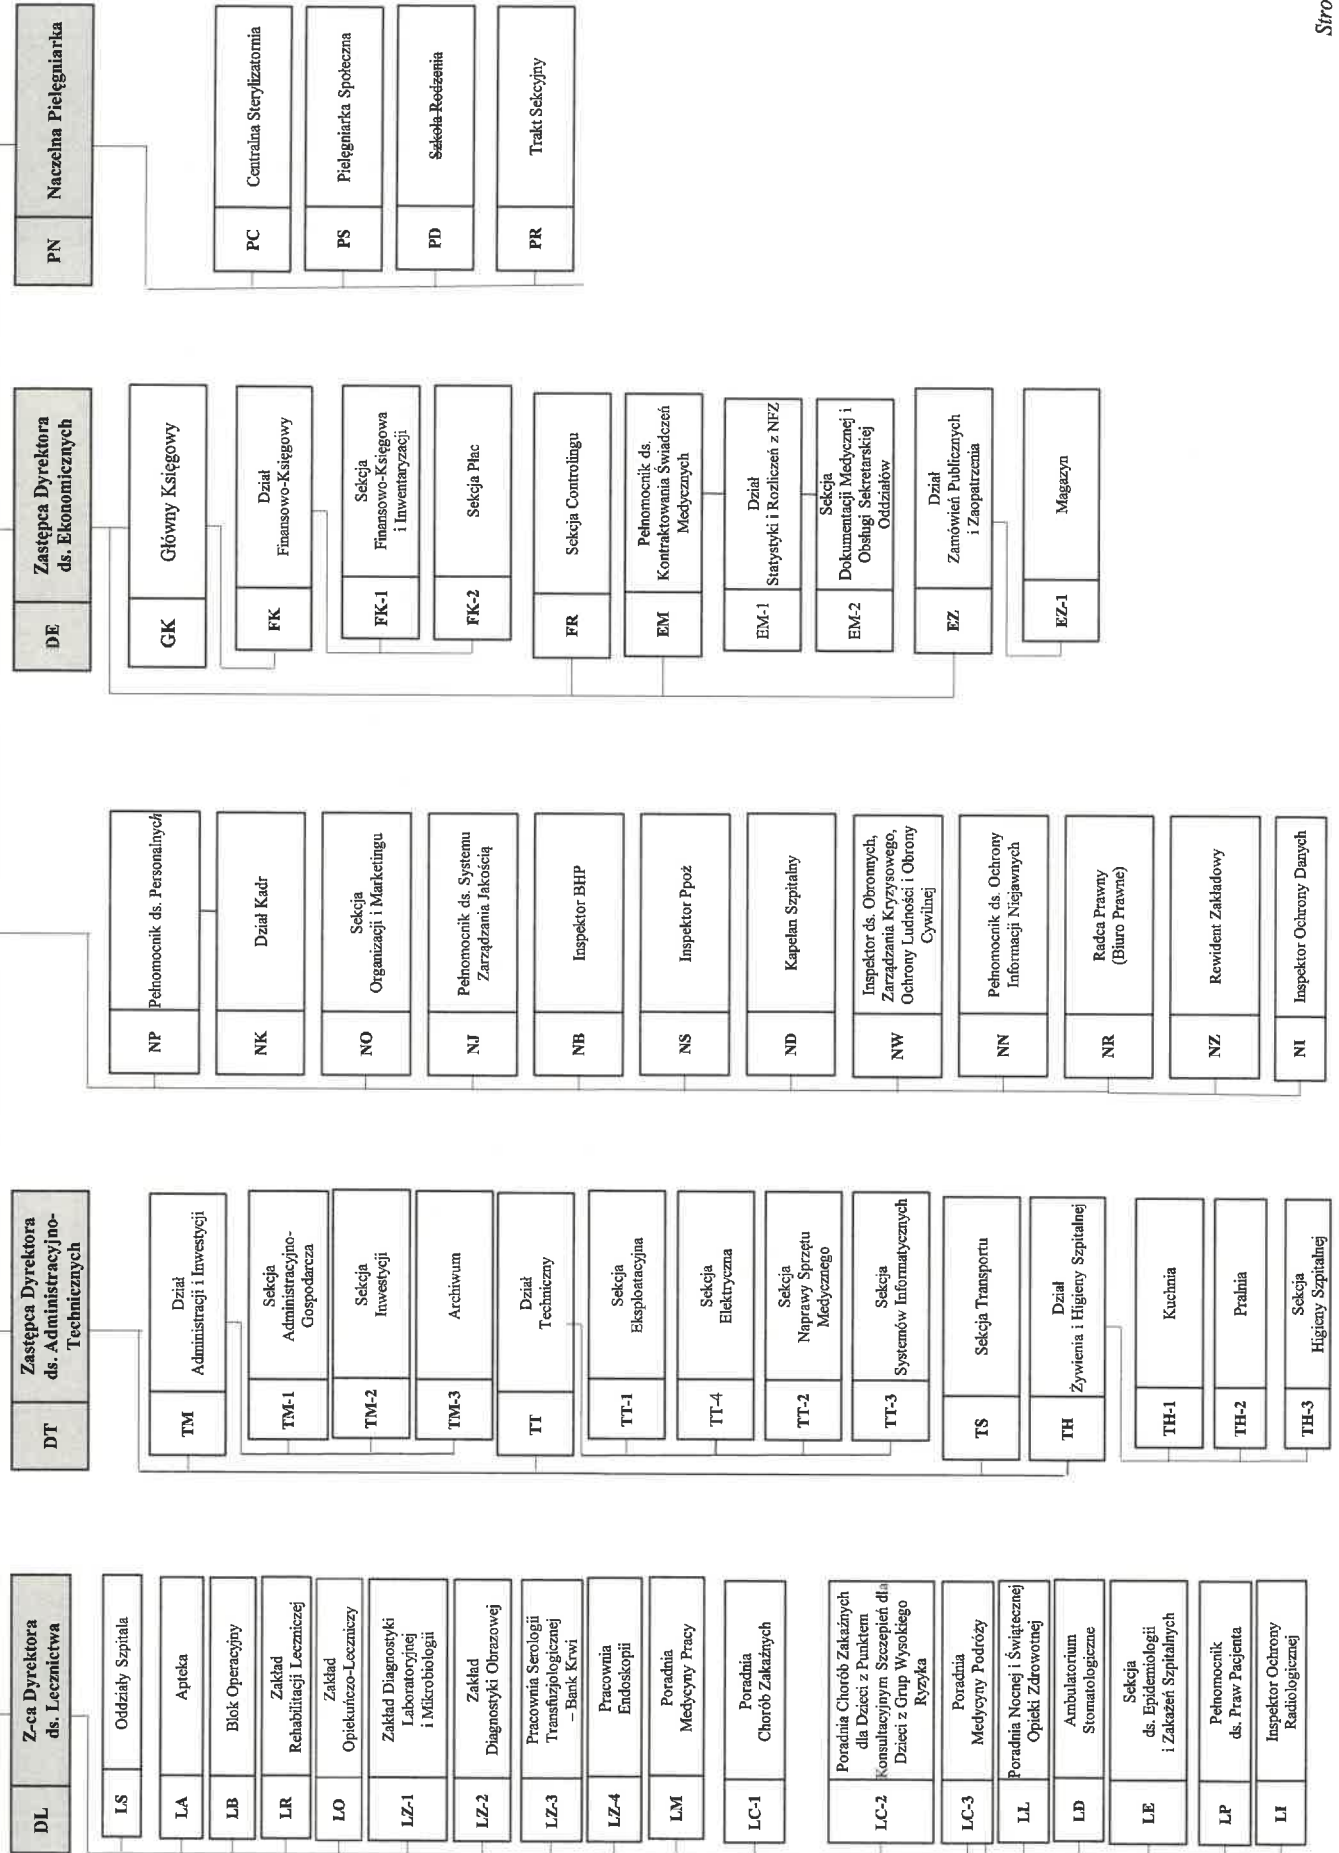 DL
Z-ca Dyrektora
ds. Lecznictwa
LS
Oddziały Szpitala
LA
Apteka
LB
Blok Operacyjny
LR
Zakład
Rehabilitacji Leczniczej
LO
Zakład
Opiekuńczo-Leczniczy
LZ-1
Zakład Diagnostyki
Laboratoryjnej
i Mikrobiologii
LZ-2
Zakład
Diagnostyki Obrazowej
LZ-3
Pracownia Serologii
Transfuzjologicznej
– Bank Krwi
LZ-4
Pracownia
Endoskopii
LM
Poradnia
Medycyny Pracy
LC-1
Poradnia
Chorób Zakaźnych
LC-2
Poradnia Chorób Zakaźnych
dla Dzieci z Punktem
Konsultacyjnym Szczepień dla
Dzieci z Grup Wysokiego
Ryzyka
LC-3
Poradnia
Medycyny Podróży
LL
Poradnia Nocnej i Świątecznej
Opieki Zdrowotnej
LD
Ambulatorium
Stomatologiczne
LE
Sekcja
ds. Epidemiologii
i Zakażeń Szpitalnych
LP
Pełnomocnik
ds. Praw Pacjenta
LI
Inspektor Ochrony
Radiologicznej
DT
Zastępca Dyrektora
ds. Administracyjno-
Technicznych
TM
Dział
Administracji i Inwestycji
TM-1
Sekcja
Administracyjno-
Gospodarcza
TM-2
Sekcja
Inwestycji
TM-3
Archiwum
TT
Dział
Techniczny
TT-1
Sekcja
Eksploatacyjna
TT-4
Sekcja
Elektryczna
TT-2
Sekcja
Naprawy Sprzętu
Medycznego
TT-3
Sekcja
Systemów Informatycznych
TS
Sekcja Transportu
TH
Dział
Żywienia i Higieny Szpitalnej
TH-1
Kuchnia
TH-2
Pralnia
TH-3
Sekcja
Higieny Szpitalnej
NP
Pełnomocnik ds. Personalnych
NK
Dział Kadr
NO
Sekcja
Organizacji i Marketingu
NJ
Pełnomocnik ds. Systemu
Zarządzania Jakością
NB
Inspektor BHP
NS
Inspektor Ppoż
ND
Kapelan Szpitalny
NW
Inspektor ds. Obronnych,
Zarządzania Kryzysowego,
Ochrony Ludności i Obrony
Cywilnej
NN
Pełnomocnik ds. Ochrony
Informacji Niejawnych
NR
Radca Prawny
(Biuro Prawne)
NZ
Rewident Zakładowy
NI
Inspektor Ochrony Danych
DE
Zastępca Dyrektora
ds. Ekonomicznych
GK
Główny Księgowy
FK
Dział
Finansowo-Księgowy
FK-1
Sekcja
Finansowo-Księgowa
i Inwentaryzacji
FK-2
Sekcja Płac
FR
Sekcja Controlingu
EM
Pełnomocnik ds.
Kontraktowania Świadczeń
Medycznych
EM-1
Dział
Statystyki i Rozliczeń z NFZ
EM-2
Sekcja
Dokumentacji Medycznej i
Obsługi Sekretarskiej
Oddziałów
EZ
Dział
Zamówień Publicznych
i Zaopatrzenia
EZ-1
Magazyn
PN
Naczelna Pielęgniarka
PC
Centralna Sterylizatornia
PS
Pielęgniarka Społeczna
PD
Szkoła Rodzenia
PR
Trakt Sekcyjny
Stro